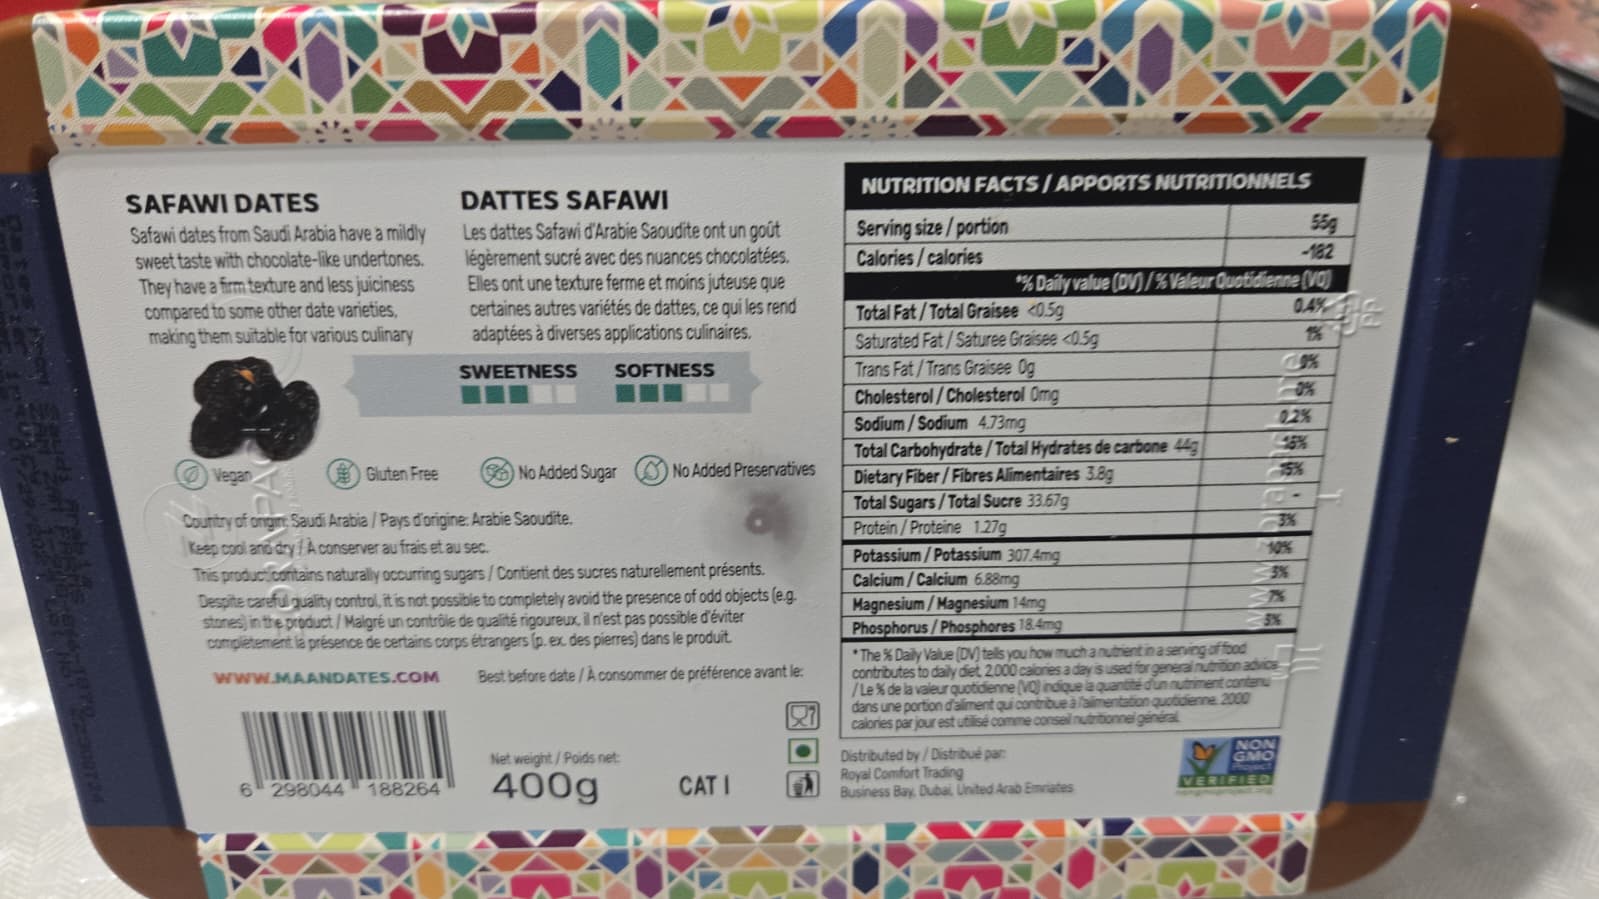 SAFAWI DATES
Safawi dates from Saudi Arabia have a mildly
sweet taste with chocolate-like undertones.
They have a firm texture and less juiciness
compared to some other date varieties,
making them suitable for various culinary
DATTES SAFAWI
Les dattes Safawi d'Arabie Saoudite ont un goût
légèrement sucré avec des nuances chocolatées.
Elles ont une texture ferme et moins juteuse que
certaines autres variétés de dattes, ce qui les rend
adaptées à diverses applications culinaires.
SWEETNESS SOFTNESS
Vegan Gluten Free No Added Sugar No Added Preservatives
Country of origin: Saudi Arabia / Pays d'origine: Arabie Saoudite.
Keep cool and dry / À conserver au frais et au sec.
This product contains naturally occurring sugars / Contient des sucres naturellement présents.
Despite careful quality control, it is not possible to completely avoid the presence of odd objects (e.g.
stones) in the product / Malgré un contrôle de qualité rigoureux, il n'est pas possible d'éviter
complètement la présence de certains corps étrangers (p. ex. des pierres) dans le produit.
WWW.MAANDATES.COM Best before date / À consommer de préférence avant le:
6 298044 188264
Net weight / Poids net:
400g CAT I
NUTRITION FACTS / APPORTS NUTRITIONNELS
Serving size / portion 55g
Calories / calories ~182
*% Daily value (DV) / % Valeur Quotidienne (VQ)
Total Fat / Total Graisee <0.5g 0.4%
Saturated Fat / Saturee Graisee <0.5g 1%
Trans Fat / Trans Graisee 0g 0%
Cholesterol / Cholesterol 0mg 0%
Sodium / Sodium 4.73mg 0.2%
Total Carbohydrate / Total Hydrates de carbone 44g 16%
Dietary Fiber / Fibres Alimentaires 3.8g 15%
Total Sugars / Total Sucre 33.67g -
Protein / Proteine 1.27g 3%
Potassium / Potassium 307.4mg 10%
Calcium / Calcium 6.88mg 3%
Magnesium / Magnesium 14mg 7%
Phosphorus / Phosphores 18.4mg 3%
* The % Daily Value (DV) tells you how much a nutrient in a serving of food
contributes to daily diet, 2,000 calories a day is used for general nutrition advice
/ Le % de la valeur quotidienne (VQ) indique la quantité d'un nutriment contenu
dans une portion d'aliment qui contribue à l'alimentation quotidienne. 2000
calories par jour est utilisé comme conseil nutritionnel général.
Distributed by / Distribué par:
Royal Comfort Trading
Business Bay, Dubai, United Arab Emriates
NON
GMO
PROJECT
VERIFIED
nongmoproject.org